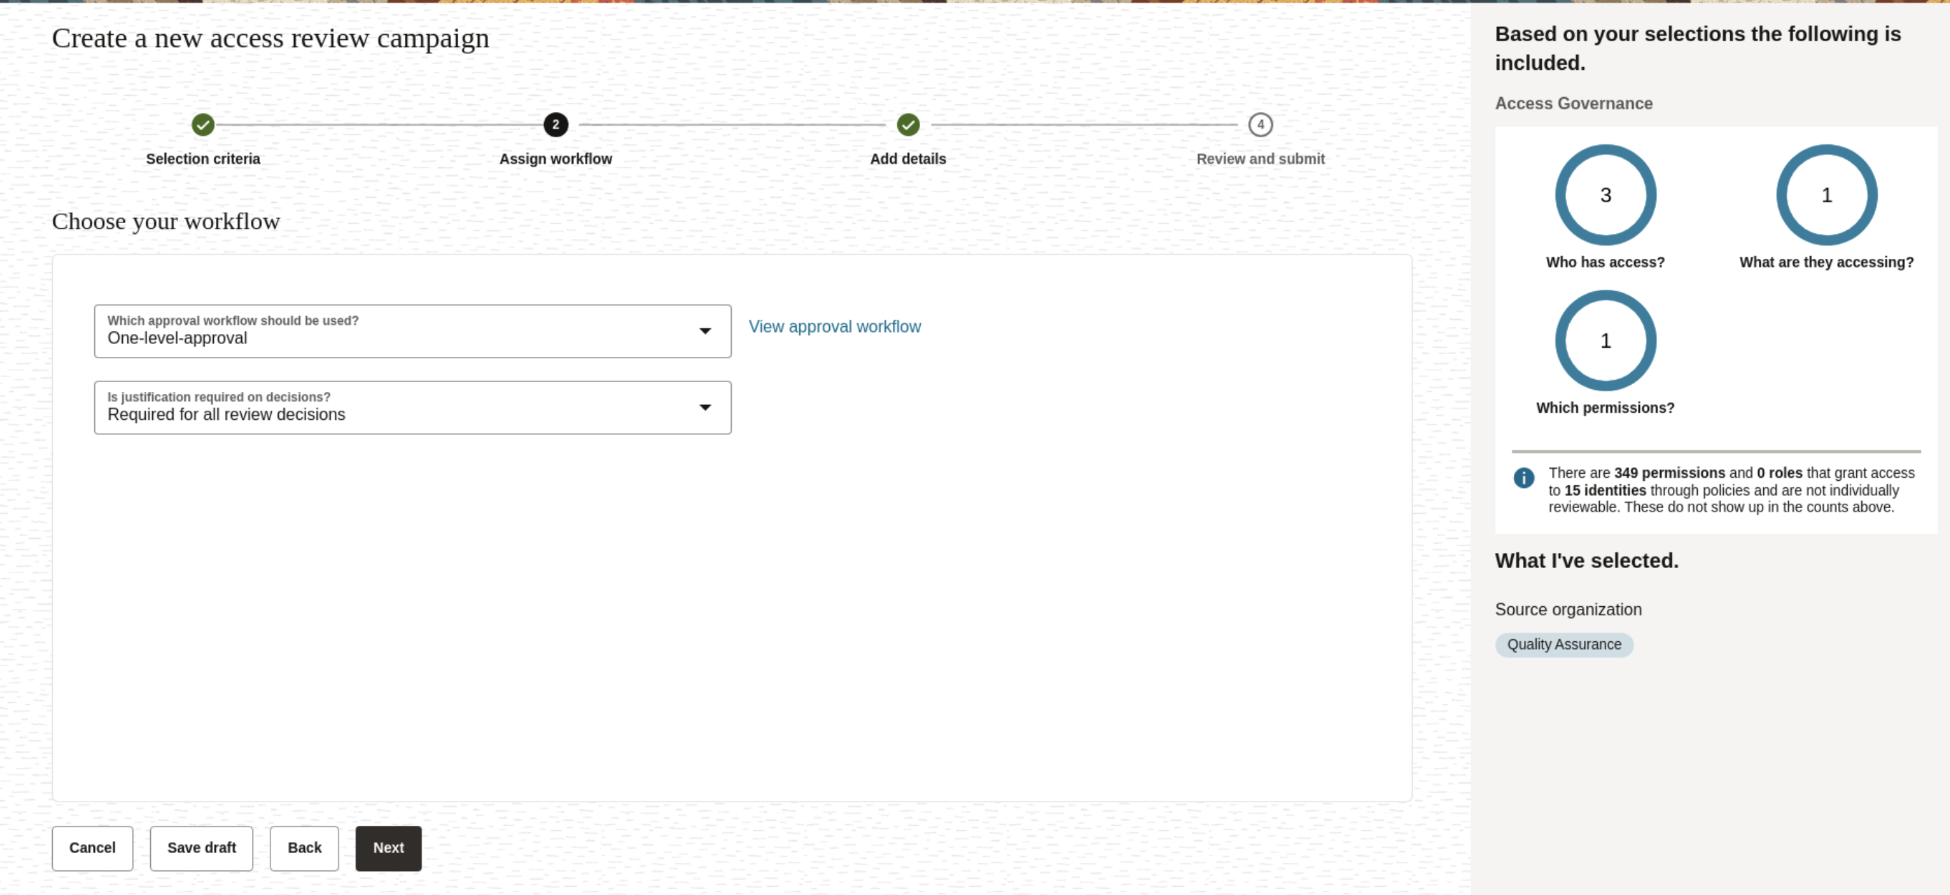 Create a new access review campaign
Selection criteria
2
Assign workflow
Add details
4
Review and submit
Choose your workflow
Which approval workflow should be used?
One-level-approval
View approval workflow
Is justification required on decisions?
Required for all review decisions
Cancel
Save draft
Back
Next
Based on your selections the following is
included.
Access Governance
3
Who has access?
1
What are they accessing?
1
Which permissions?
There are 349 permissions and 0 roles that grant access
to 15 identities through policies and are not individually
reviewable. These do not show up in the counts above.
What I've selected.
Source organization
Quality Assurance